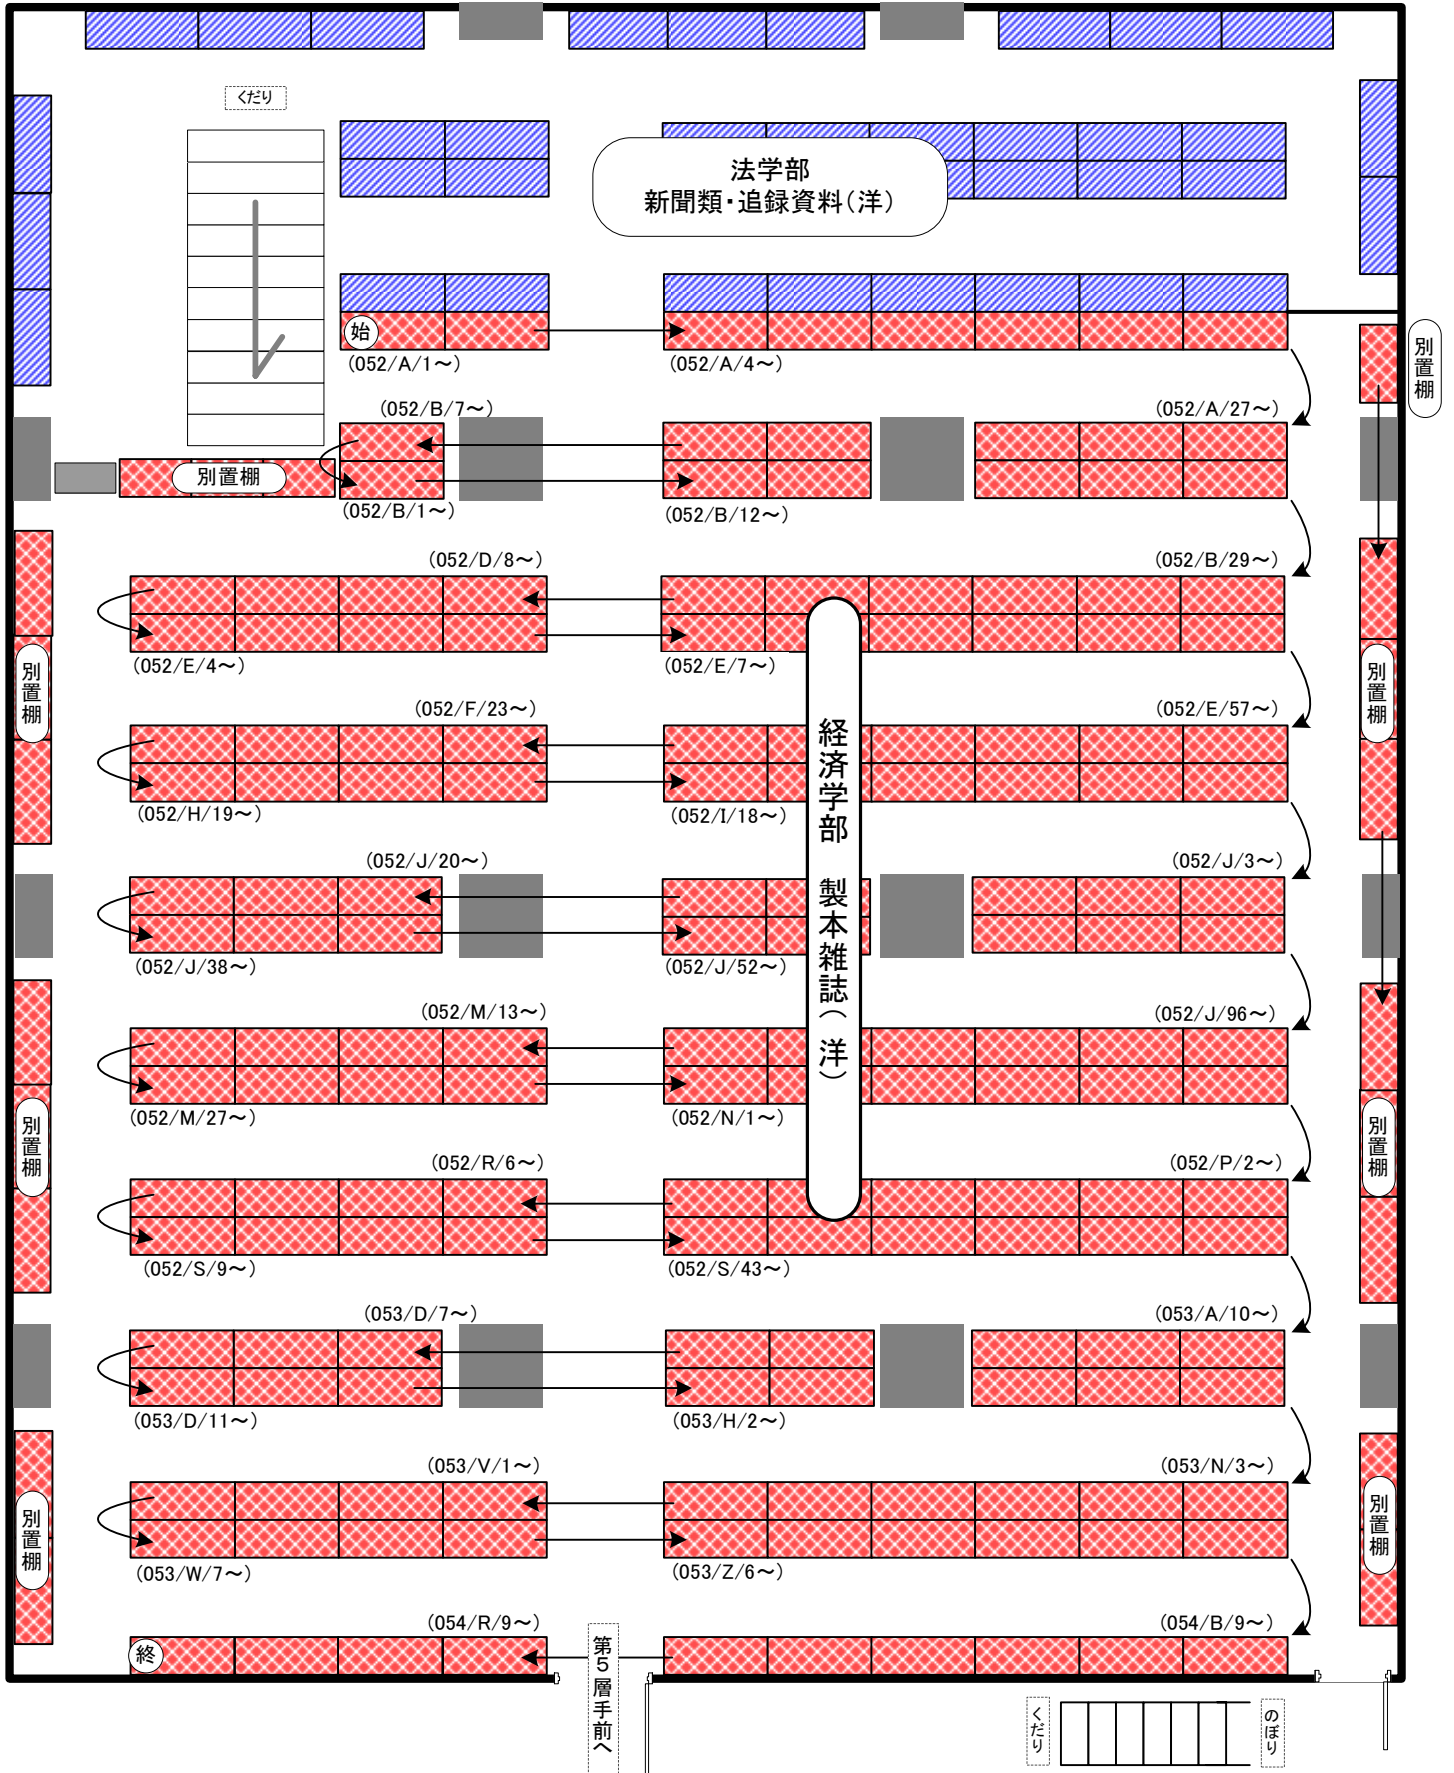 くだり
法学部
新聞類・追録資料(洋)
始
(052/A/1～)
(052/A/4～)
別置棚
(052/B/7～)
(052/A/27～)
別置棚
(052/B/1～)
(052/B/12～)
(052/D/8～)
(052/B/29～)
(052/E/4～)
(052/E/7～)
別置棚
別置棚
(052/F/23～)
(052/E/57～)
経済学部 製本雑誌(洋)
(052/H/19～)
(052/I/18～)
(052/J/20～)
(052/J/3～)
(052/J/38～)
(052/J/52～)
(052/M/13～)
(052/J/96～)
(052/M/27～)
(052/N/1～)
別置棚
別置棚
(052/R/6～)
(052/P/2～)
(052/S/9～)
(052/S/43～)
(053/D/7～)
(053/A/10～)
(053/D/11～)
(053/H/2～)
(053/V/1～)
(053/N/3～)
別置棚
別置棚
(053/W/7～)
(053/Z/6～)
(054/R/9～)
(054/B/9～)
終
第5層手前へ
くだり
のぼり